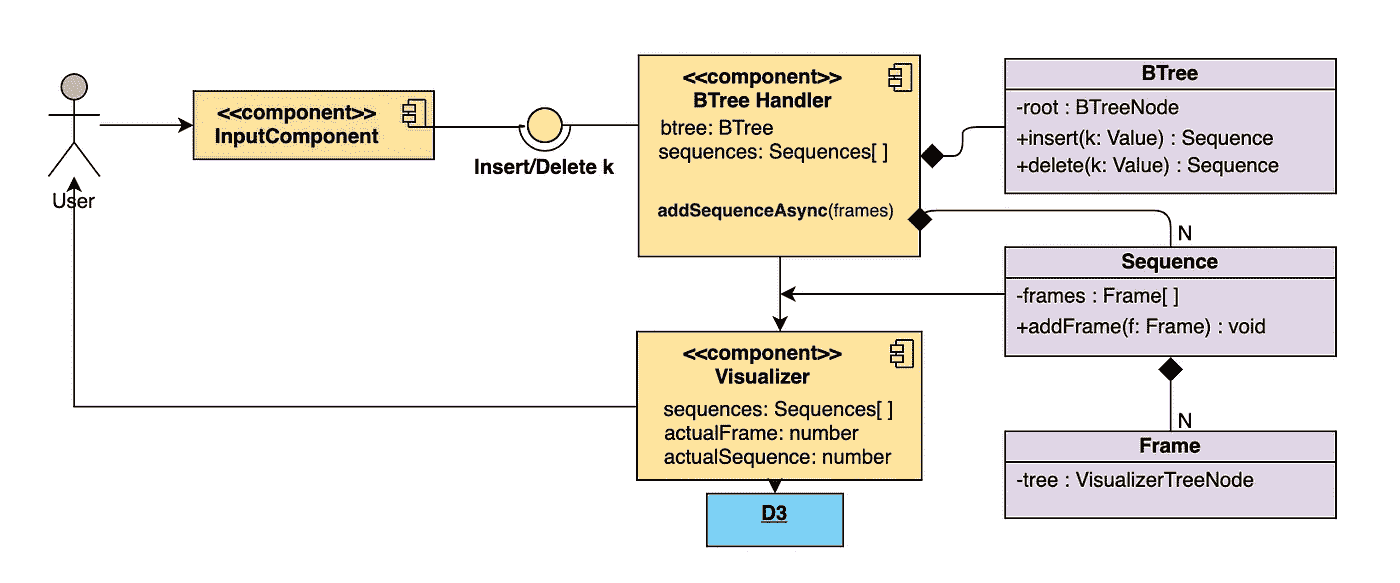 User
<<component>>
InputComponent
Insert/Delete k
<<component>>
BTree Handler
btree: BTree
sequences: Sequences[ ]
addSequenceAsync(frames)
BTree
-root : BTreeNode
+insert(k: Value) : Sequence
+delete(k: Value) : Sequence
N
Sequence
-frames : Frame[ ]
+addFrame(f: Frame) : void
N
Frame
-tree : VisualizerTreeNode
<<component>>
Visualizer
sequences: Sequences[ ]
actualFrame: number
actualSequence: number
D3